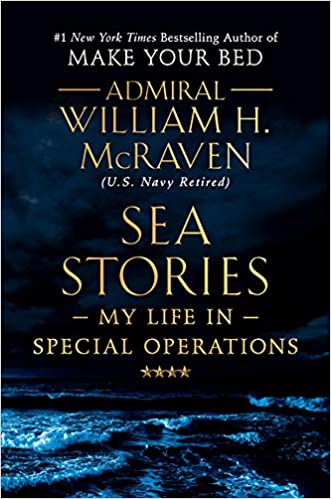 #1 New York Times Bestselling Author of
MAKE YOUR BED
ADMIRAL
WILLIAM H.
McRAVEN
(U.S. Navy Retired)
SEA
STORIES
– MY LIFE IN –
SPECIAL OPERATIONS